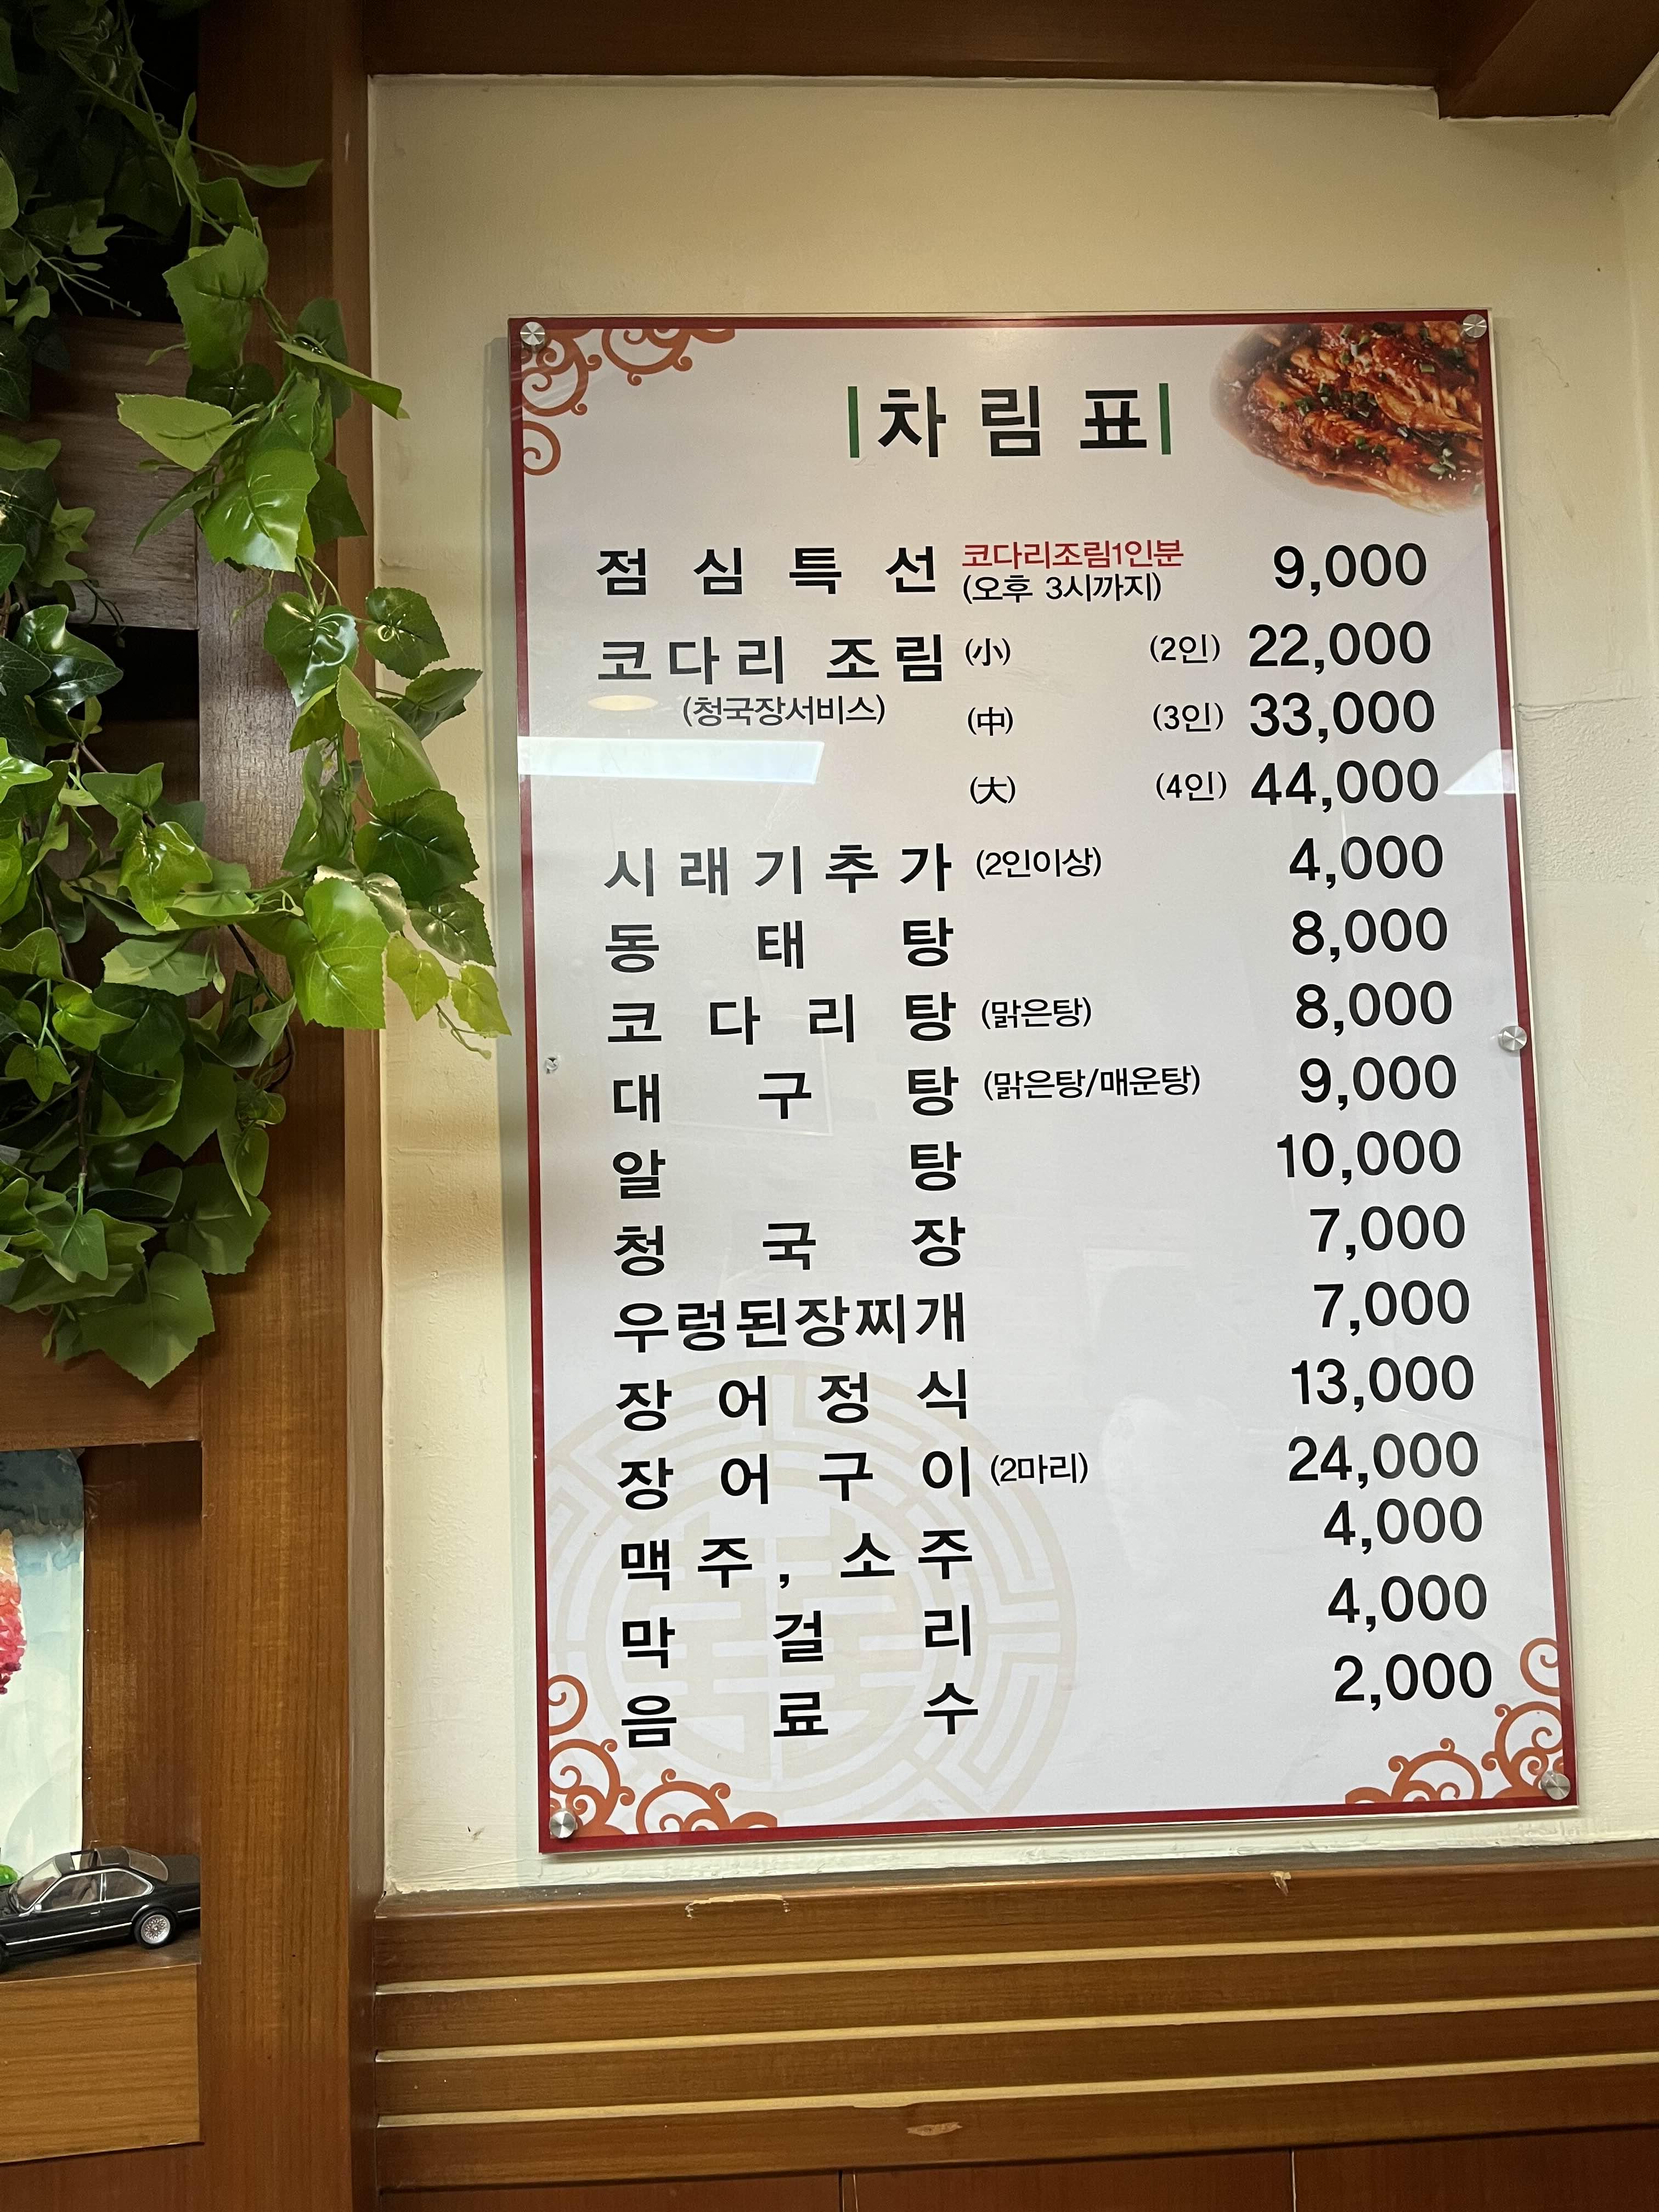 차림표
점심특선 코다리조림1인분 9,000
(오후 3시까지)
코다리 조림 (小) (2인) 22,000
(청국장서비스) (中) (3인) 33,000
(大) (4인) 44,000
시래기추가 (2인이상) 4,000
동태탕 8,000
코다리탕 (맑은탕) 8,000
대구탕 (맑은탕/매운탕) 9,000
알탕 10,000
청국장 7,000
우렁된장찌개 7,000
장어정식 13,000
장어구이 (2마리) 24,000
맥주, 소주 4,000
막걸리 4,000
음료수 2,000